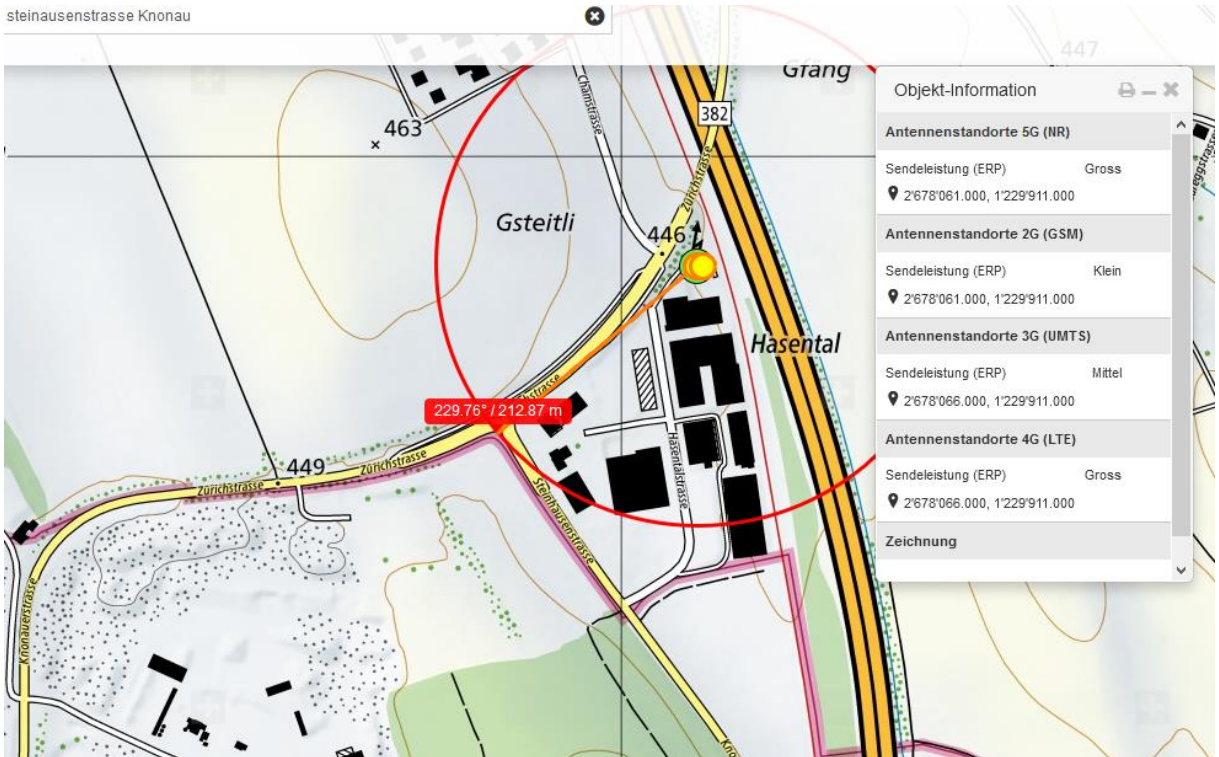 steinausenstrasse Knonau
447
Gfang
382
Chamstrasse
463
Zürichstrasse
Gsteitli
446
Hasental
229.76° / 212.87 m
449
Zürichstrasse
Zürichstrasse
Hasentalstrasse
Steinhausenstrasse
Knonauerstrasse
Objekt-Information
Antennenstandorte 5G (NR)
Sendeleistung (ERP) Gross
2'678'061.000, 1'229'911.000
Antennenstandorte 2G (GSM)
Sendeleistung (ERP) Klein
2'678'061.000, 1'229'911.000
Antennenstandorte 3G (UMTS)
Sendeleistung (ERP) Mittel
2'678'066.000, 1'229'911.000
Antennenstandorte 4G (LTE)
Sendeleistung (ERP) Gross
2'678'066.000, 1'229'911.000
Zeichnung